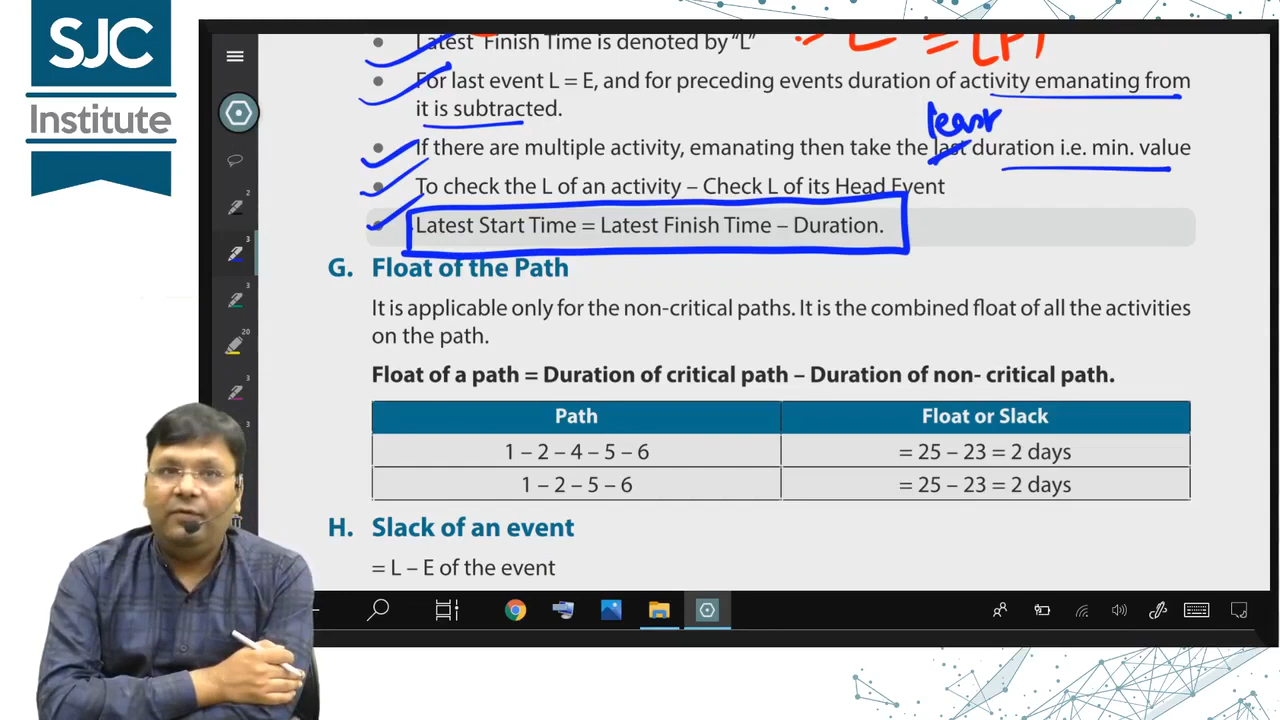 SJC
Institute
Latest Finish Time is denoted by “L”
∴ L = LFT
For last event L = E, and for preceding events duration of activity emanating from
it is subtracted.
least
If there are multiple activity, emanating then take the last duration i.e. min. value
To check the L of an activity – Check L of its Head Event
Latest Start Time = Latest Finish Time – Duration.
G. Float of the Path
It is applicable only for the non-critical paths. It is the combined float of all the activities
on the path.
Float of a path = Duration of critical path – Duration of non- critical path.
Path Float or Slack
1 – 2 – 4 – 5 – 6 = 25 – 23 = 2 days
1 – 2 – 5 – 6 = 25 – 23 = 2 days
H. Slack of an event
= L – E of the event
2
3
3
20
3
3